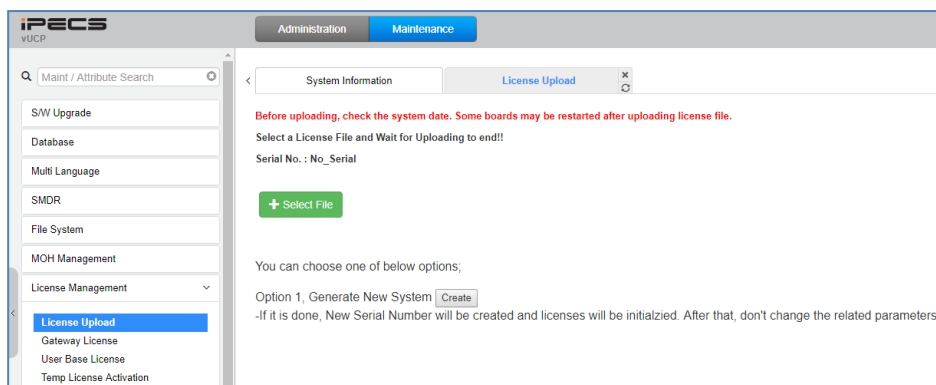 iPECS
vUCP
Administration
Maintenance
Maint / Attribute Search
System Information
License Upload
S/W Upgrade
Before uploading, check the system date. Some boards may be restarted after uploading license file.
Database
Select a License File and Wait for Uploading to end!!
Multi Language
Serial No. : No_Serial
SMDR
+ Select File
File System
MOH Management
You can choose one of below options;
License Management
Option 1, Generate New System Create
-If it is done, New Serial Number will be created and licenses will be initialzied. After that, don't change the related parameters
License Upload
Gateway License
User Base License
Temp License Activation